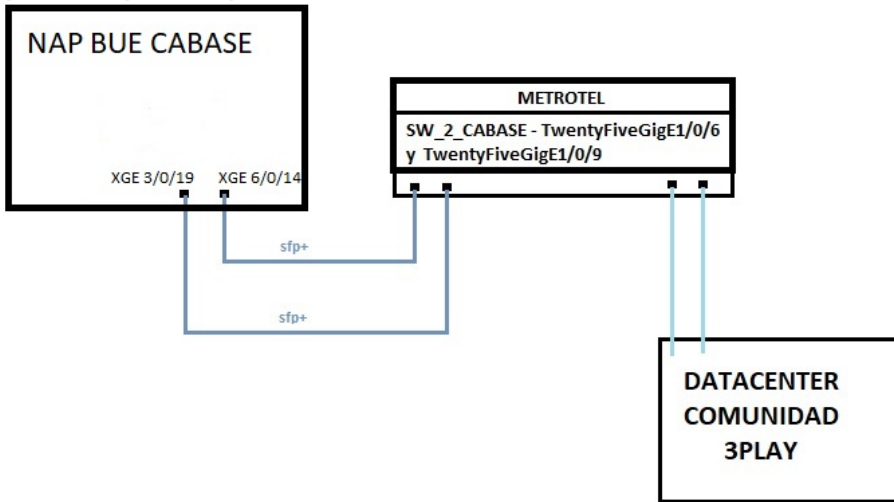 NAP BUE CABASE
METROTEL
SW_2_CABASE - TwentyFiveGigE1/0/6
y TwentyFiveGigE1/0/9
XGE 3/0/19
XGE 6/0/14
sfp+
sfp+
DATACENTER
COMUNIDAD
3PLAY